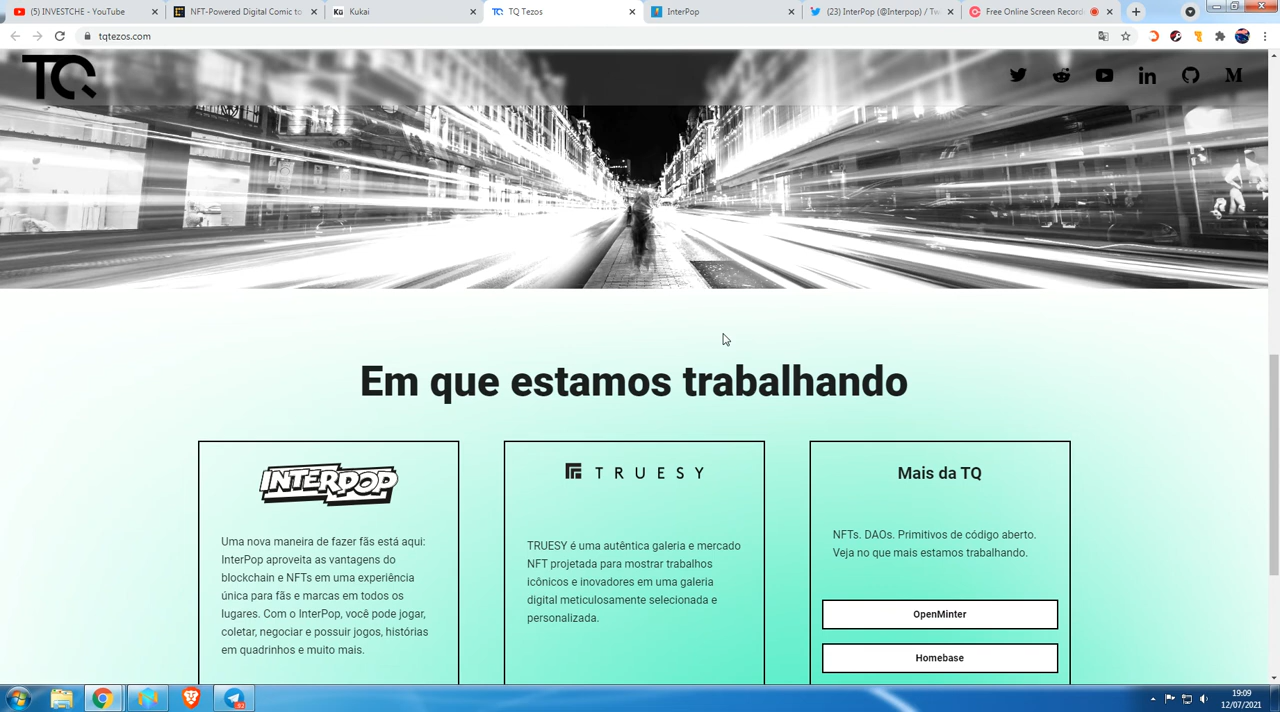 (5) INVESTCHE - YouTube
NFT-Powered Digital Comic to
Kukai
TQ Tezos
InterPop
(23) InterPop (@Interpop) / Tw
Free Online Screen Record
tqtezos.com
TQ
Em que estamos trabalhando
INTERPOP
Uma nova maneira de fazer fãs está aqui:
InterPop aproveita as vantagens do
blockchain e NFTs em uma experiência
única para fãs e marcas em todos os
lugares. Com o InterPop, você pode jogar,
coletar, negociar e possuir jogos, histórias
em quadrinhos e muito mais.
TRUESY
TRUESY é uma autêntica galeria e mercado
NFT projetada para mostrar trabalhos
icônicos e inovadores em uma galeria
digital meticulosamente selecionada e
personalizada.
Mais da TQ
NFTs. DAOs. Primitivos de código aberto.
Veja no que mais estamos trabalhando.
OpenMinter
Homebase
19:09
12/07/2021